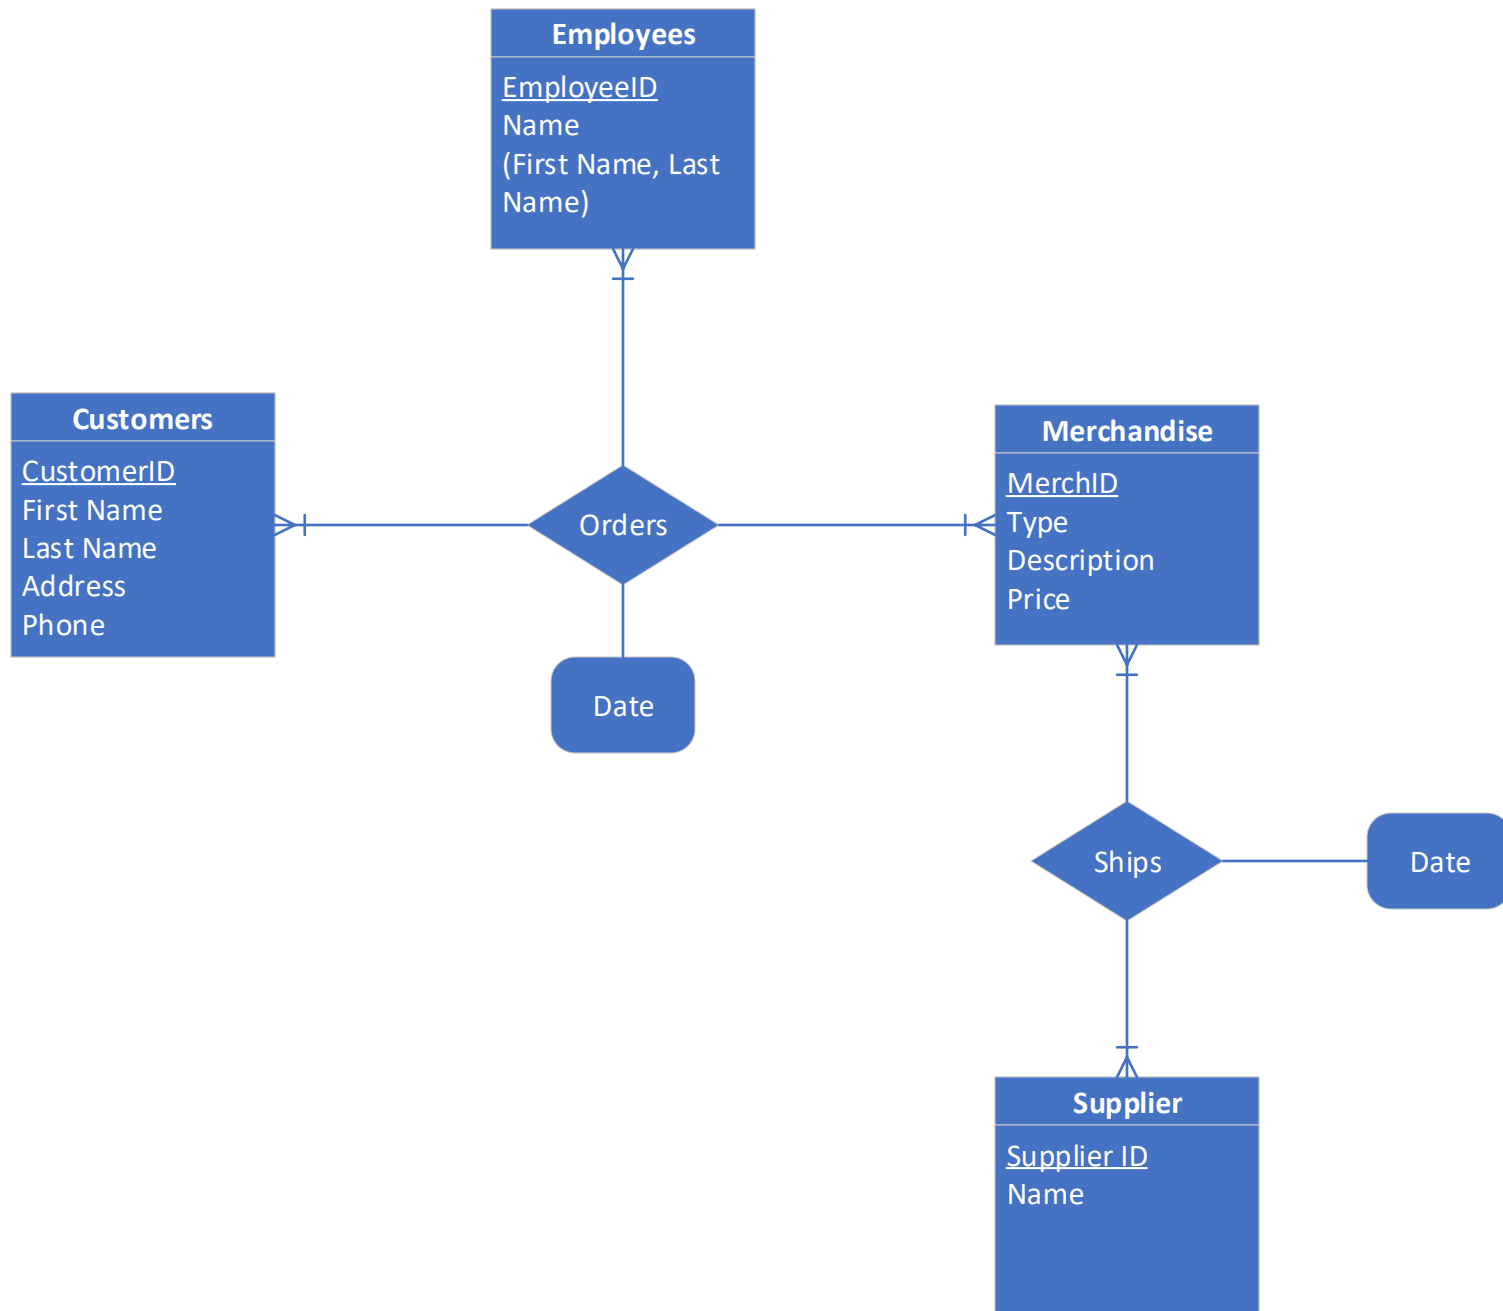 Employees
EmployeeID
Name
(First Name, Last
Name)
Customers
CustomerID
First Name
Last Name
Address
Phone
Orders
Date
Merchandise
MerchID
Type
Description
Price
Ships
Date
Supplier
Supplier ID
Name